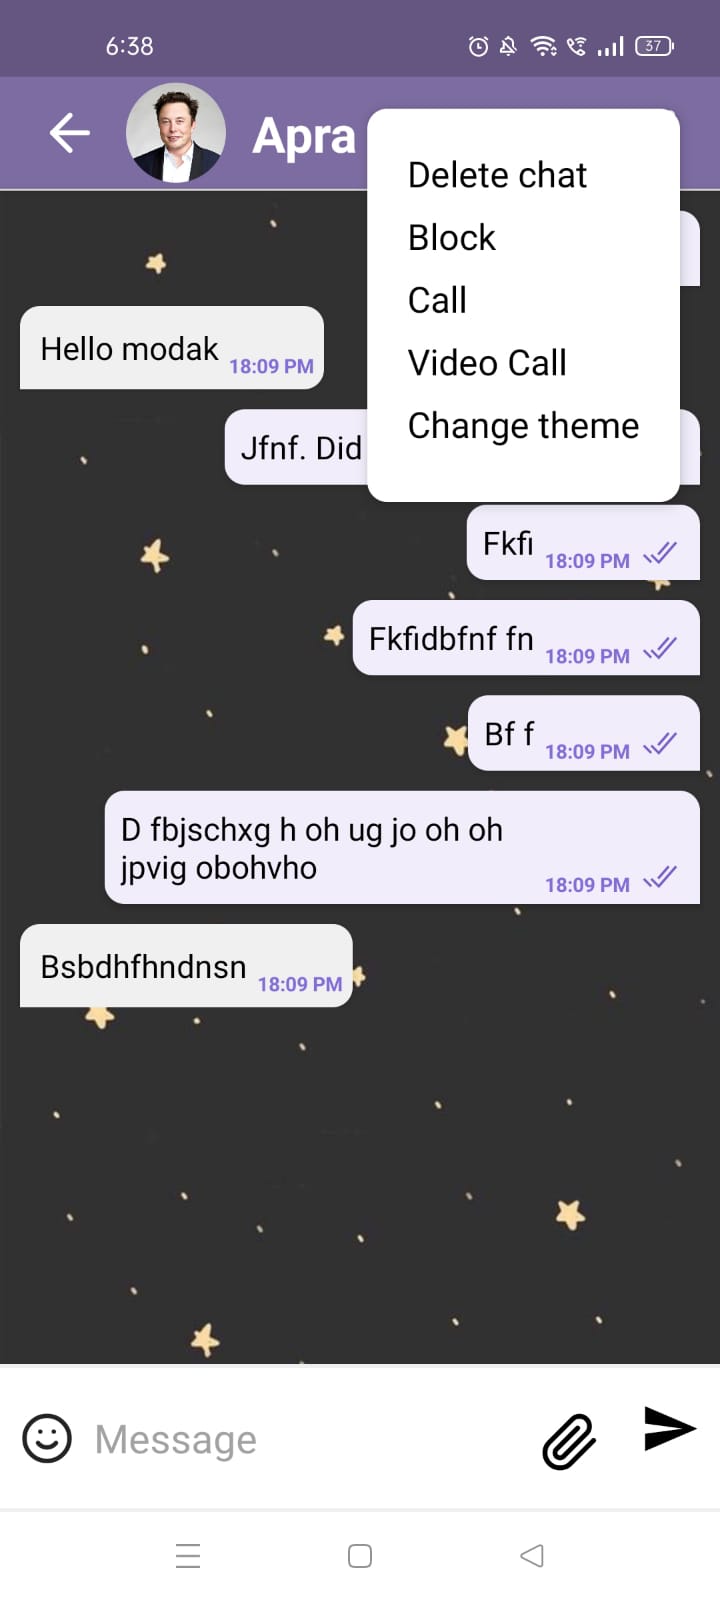 6:38
37
Apra
Delete chat
Block
Call
Video Call
Change theme
Hello modak 18:09 PM
Jfnf. Did
Fkfi 18:09 PM
Fkfidbfnf fn 18:09 PM
Bf f 18:09 PM
D fbjschxg h oh ug jo oh oh
jpvig obohvho 18:09 PM
Bsbdhfhndnsn 18:09 PM
Message